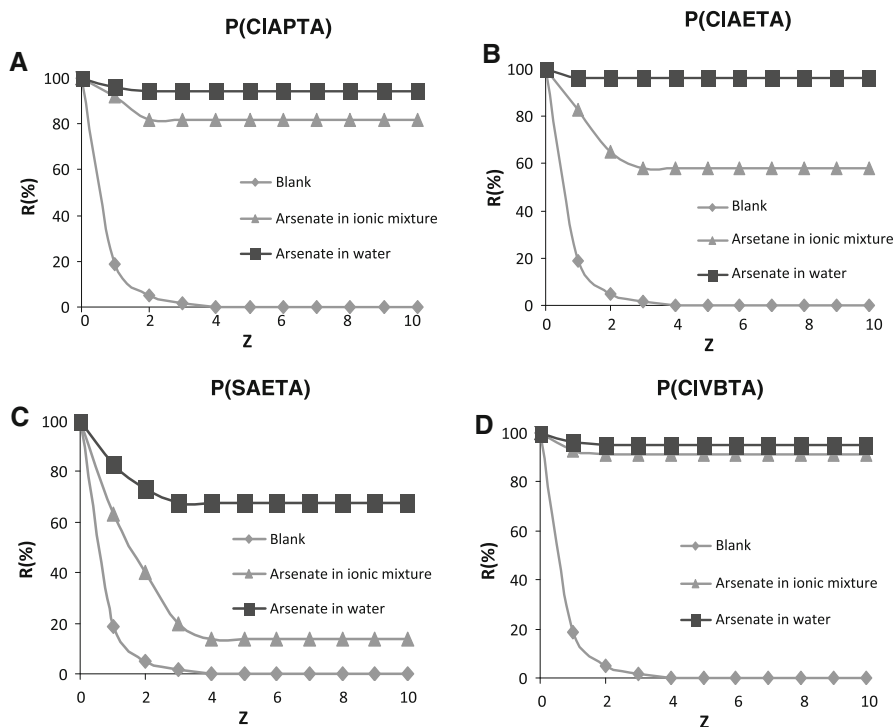 P(ClAPTA)
A
100
80
60
40
20
0
R(%)
Blank
Arsenate in ionic mixture
Arsenate in water
0 2 4 6 8 10
Z
P(ClAETA)
B
100
80
60
40
20
0
R(%)
Blank
Arsetane in ionic mixture
Arsenate in water
0 2 4 6 8 10
Z
P(SAETA)
C
100
80
60
40
20
0
R(%)
Blank
Arsenate in ionic mixture
Arsenate in water
0 2 4 6 8 10
Z
P(ClVBTA)
D
100
80
60
40
20
0
R(%)
Blank
Arsenate in ionic mixture
Arsenate in water
0 2 4 6 8 10
Z